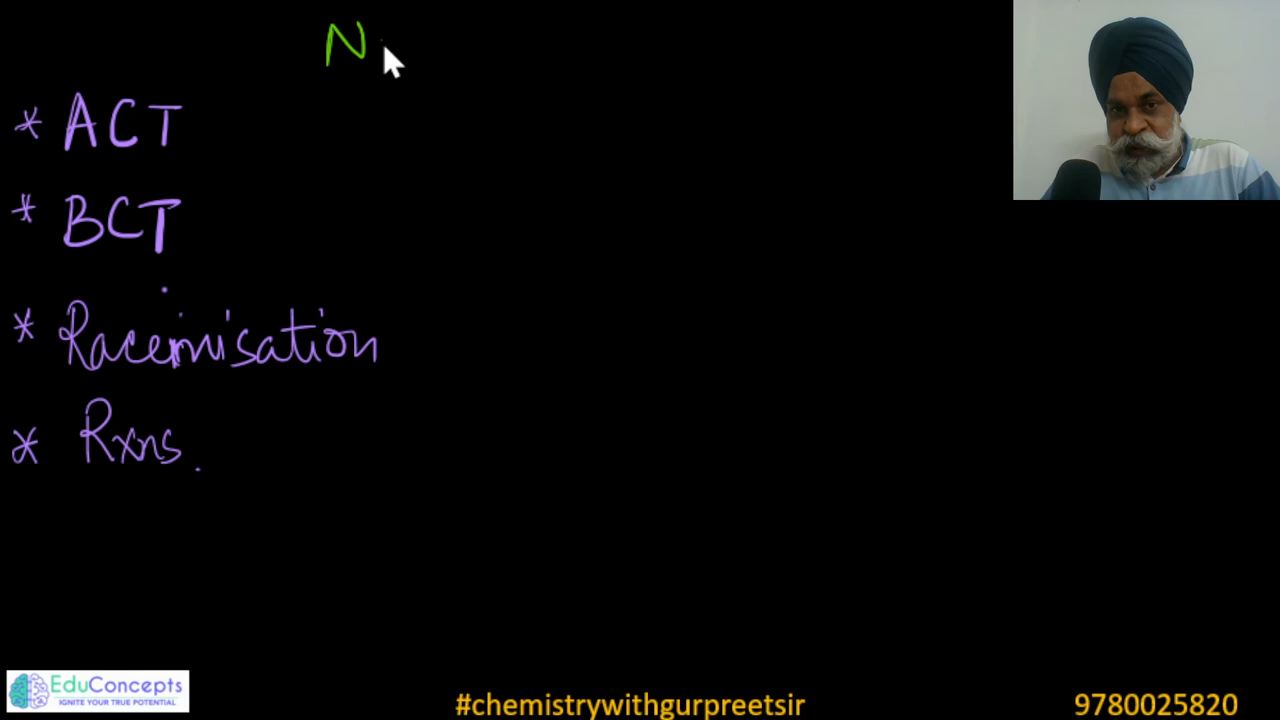 N
* ACT
* BCT
* Racemisation
* Rxns.
EduConcepts
IGNITE YOUR TRUE POTENTIAL
#chemistrywithgurpreetsir
9780025820